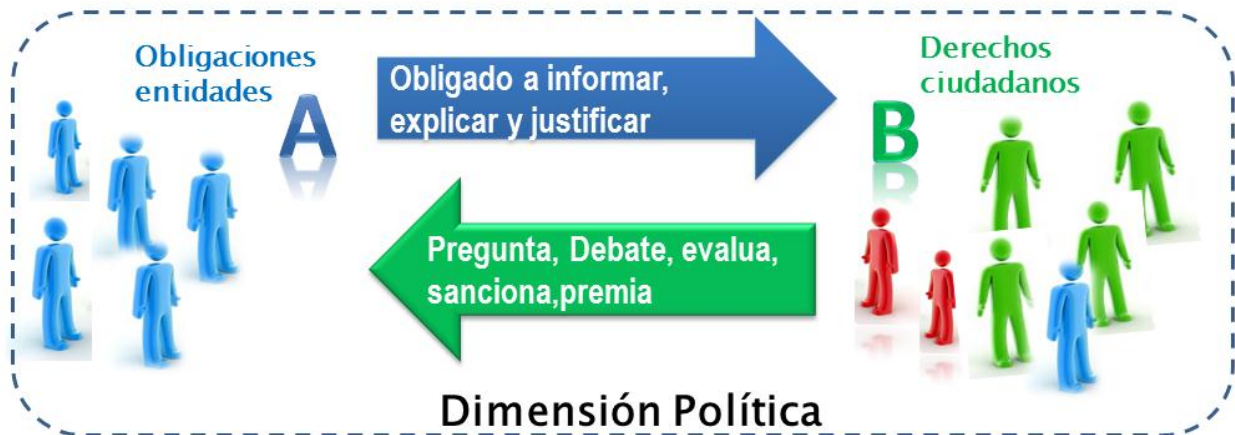 Obligaciones
entidades
A
Obligado a informar,
explicar y justificar
Derechos
ciudadanos
B
Pregunta, Debate, evalua,
sanciona,premia
Dimensión Política